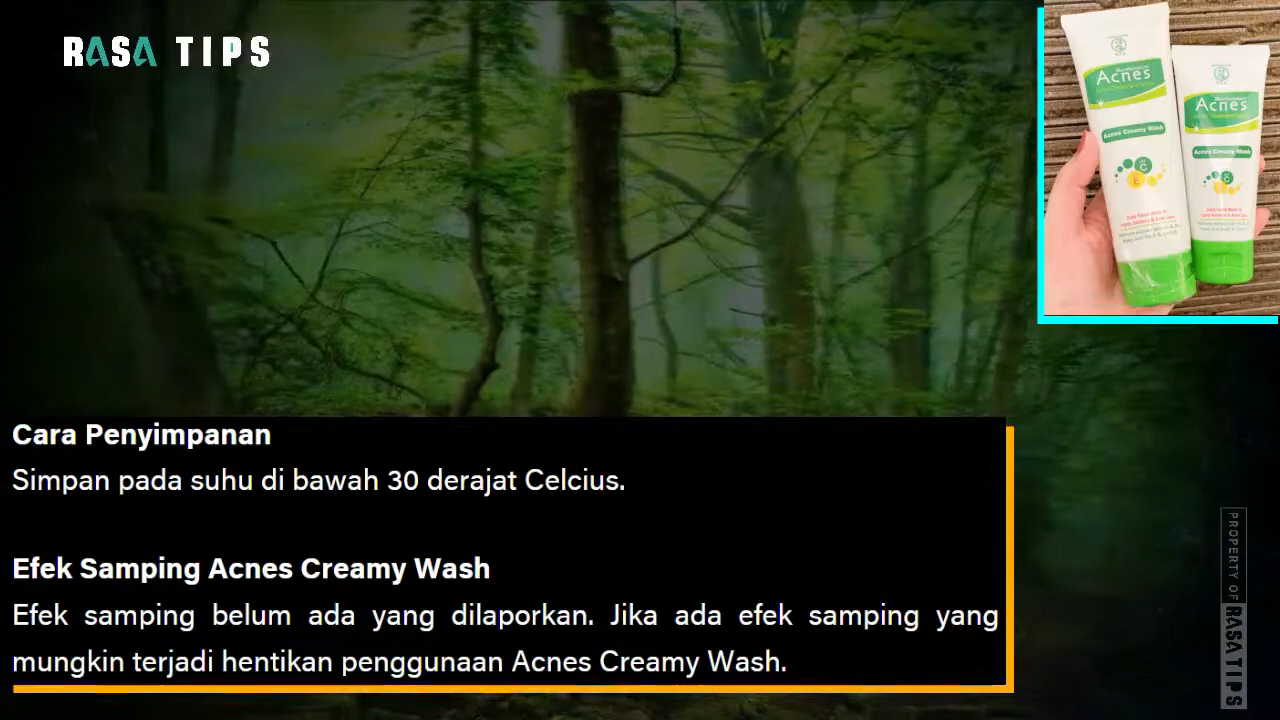 RASA TIPS
Acnes
Acnes Creamy Wash
C
E
Acnes
Acnes Creamy Wash
C
E
Cara Penyimpanan
Simpan pada suhu di bawah 30 derajat Celcius.
Efek Samping Acnes Creamy Wash
Efek samping belum ada yang dilaporkan. Jika ada efek samping yang
mungkin terjadi hentikan penggunaan Acnes Creamy Wash.
PROPERTY OF RASA TIPS